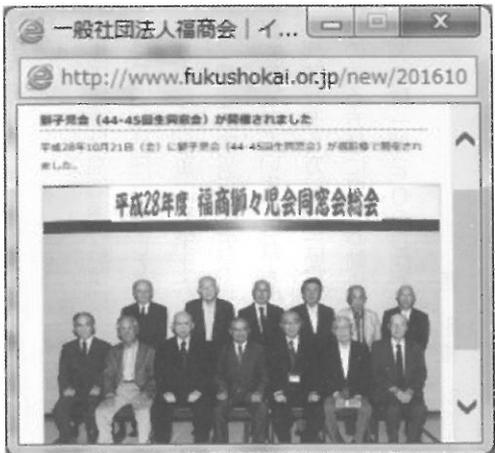 一般社団法人福商会 | イ...
http://www.fukushokai.or.jp/new/201610
獅子児会（44-45回生同窓会）が開催されました
平成28年10月21日（金）に獅子児会（44-45回生同窓会）が開催され
ました。
平成28年度 福商獅々児会同窓会総会